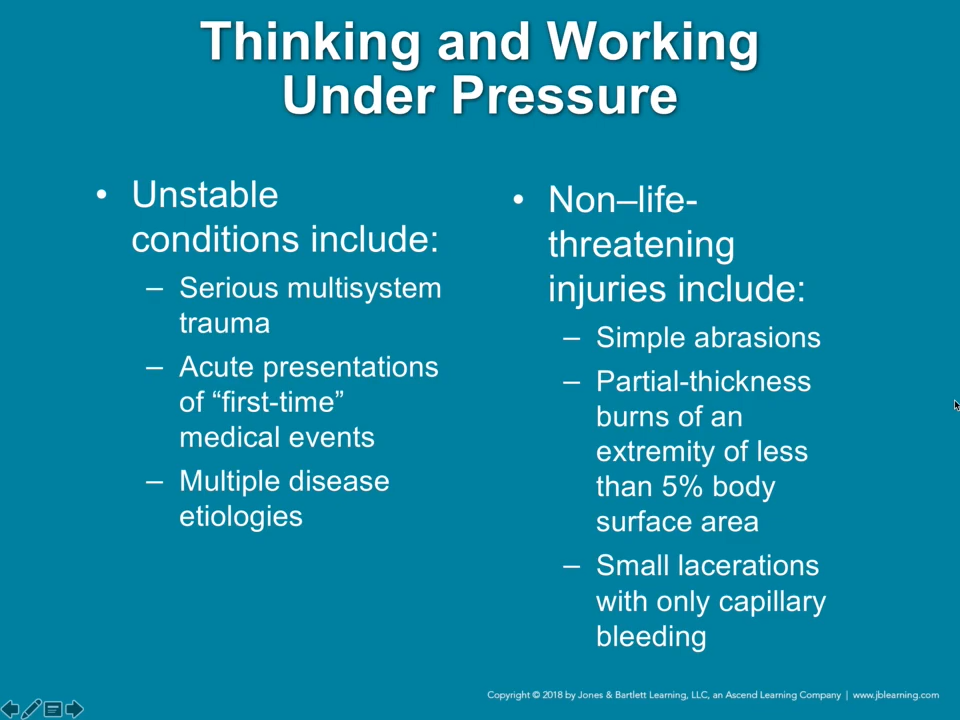 Thinking and Working
Under Pressure
• Unstable
conditions include:
– Serious multisystem
trauma
– Acute presentations
of “first-time”
medical events
– Multiple disease
etiologies
• Non–life-
threatening
injuries include:
– Simple abrasions
– Partial-thickness
burns of an
extremity of less
than 5% body
surface area
– Small lacerations
with only capillary
bleeding
Copyright © 2018 by Jones & Bartlett Learning, LLC, an Ascend Learning Company | www.jblearning.com